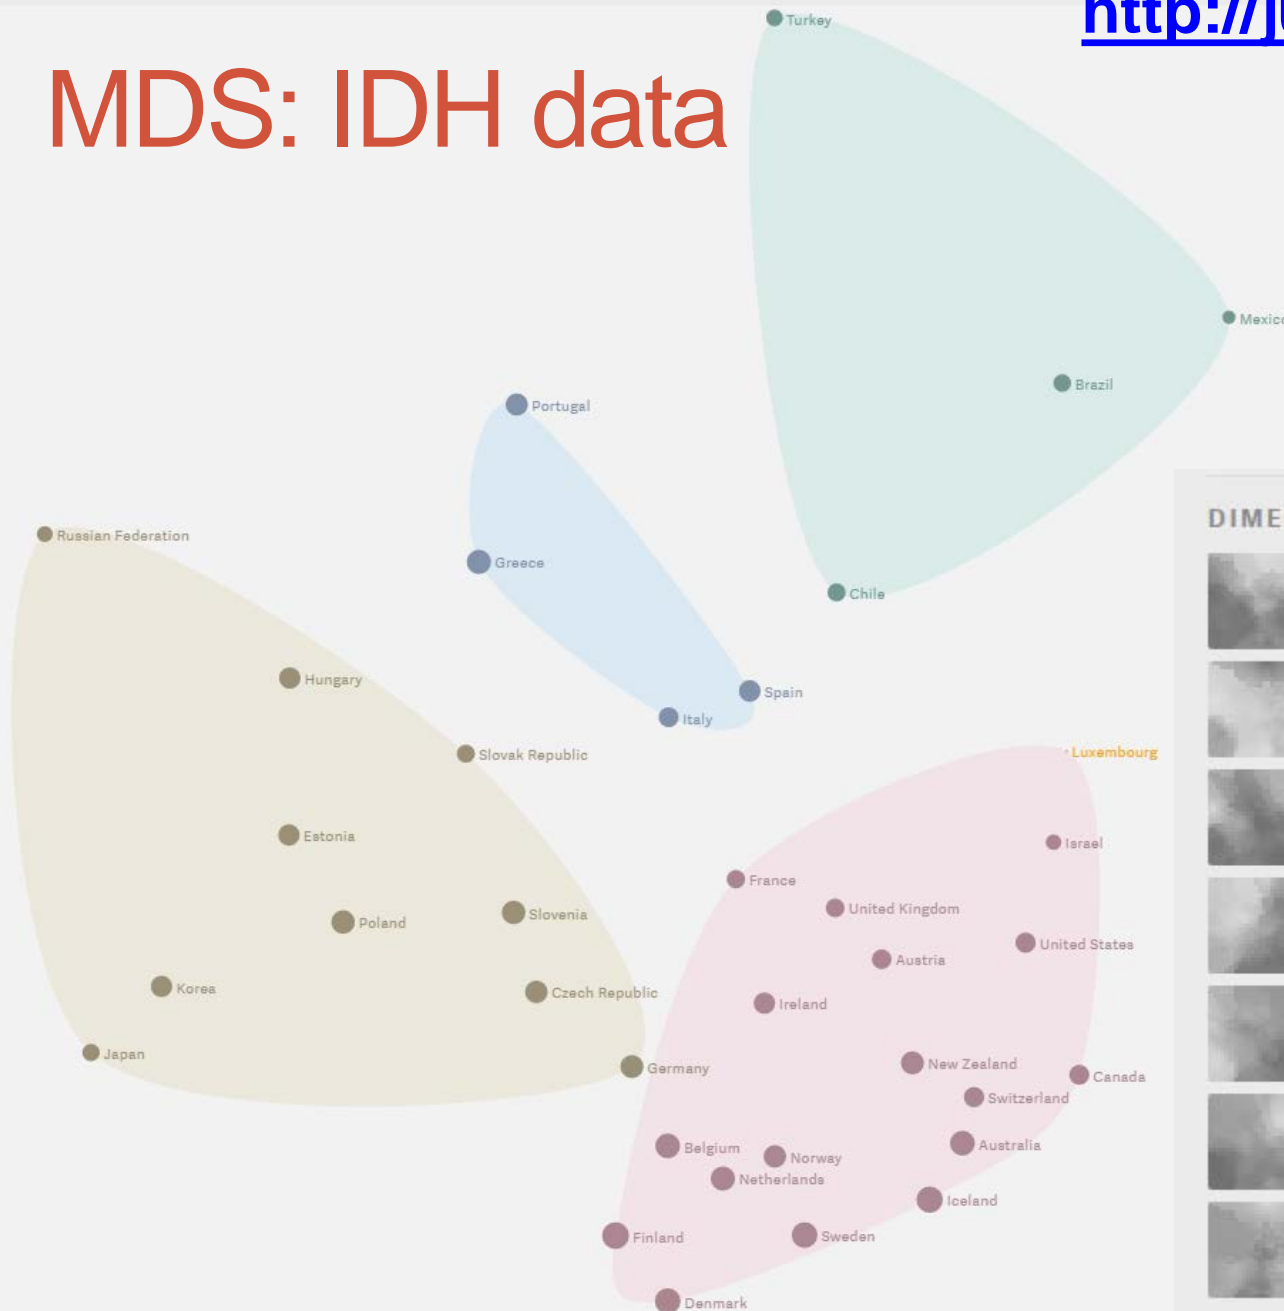 http://j
MDS: IDH data
Turkey
Mexico
Brazil
Portugal
Russian Federation
DIME
Greece
Chile
Hungary
Spain
Italy
Slovak Republic
Luxembourg
Estonia
Israel
France
United Kingdom
Slovenia
Poland
United States
Austria
Korea
Czech Republic
Ireland
Japan
Germany
New Zealand
Canada
Switzerland
Belgium
Australia
Norway
Netherlands
Iceland
Finland
Sweden
Denmark